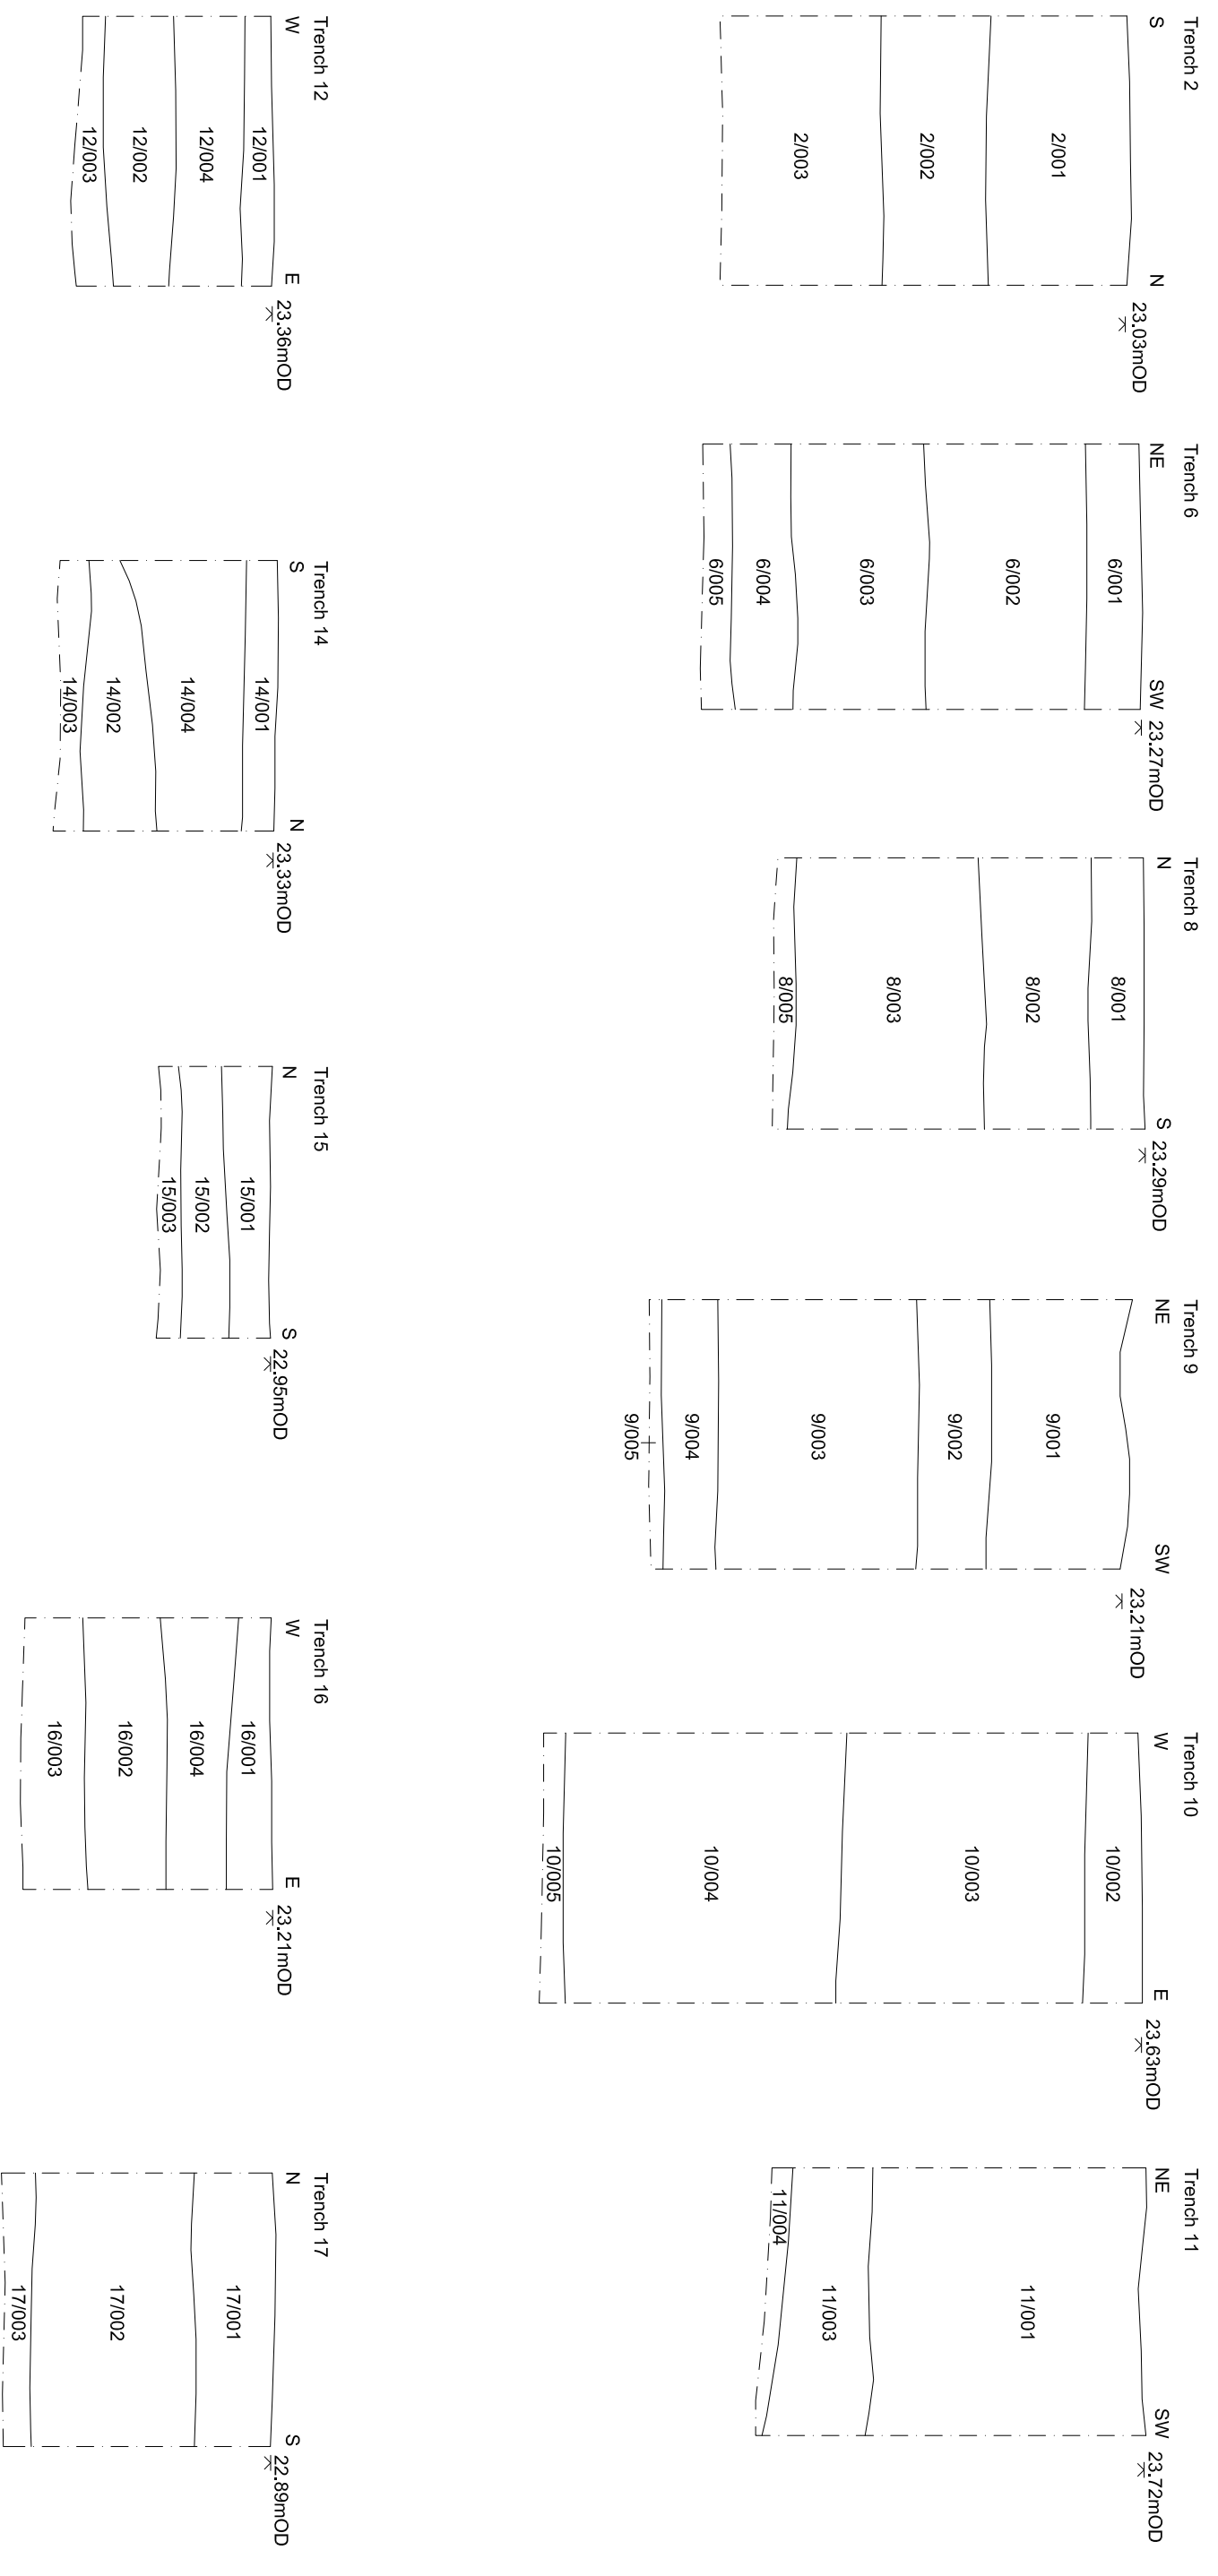 Trench 2
S
N
23.03mOD
2/001
2/002
2/003
Trench 6
NE
SW
23.27mOD
6/001
6/002
6/003
6/004
6/005
Trench 8
N
S
23.29mOD
8/001
8/002
8/003
8/005
Trench 9
NE
SW
23.21mOD
9/001
9/002
9/003
9/004
9/005
Trench 10
W
E
23.63mOD
10/002
10/003
10/004
10/005
Trench 11
NE
SW
23.72mOD
11/001
11/003
11/004
Trench 12
W
E
23.36mOD
12/001
12/004
12/002
12/003
Trench 14
S
N
23.33mOD
14/001
14/004
14/002
14/003
Trench 15
N
S
22.95mOD
15/001
15/002
15/003
Trench 16
W
E
23.21mOD
16/001
16/004
16/002
16/003
Trench 17
N
S
22.89mOD
17/001
17/002
17/003